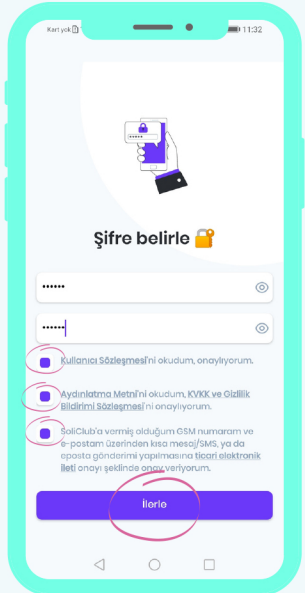 Kart yok
11:32
Şifre belirle
••••••
••••••
Kullanıcı Sözleşmesi'ni okudum, onaylıyorum.
Aydınlatma Metni'ni okudum, KVKK ve Gizlilik
Bildirimi Sözleşmesi'ni onaylıyorum.
SoliClub'a vermiş olduğum GSM numaram ve
e-postam üzerinden kısa mesaj/SMS, ya da
eposta gönderimi yapılmasına ticari elektronik
ileti onayı şeklinde onay veriyorum.
İlerle